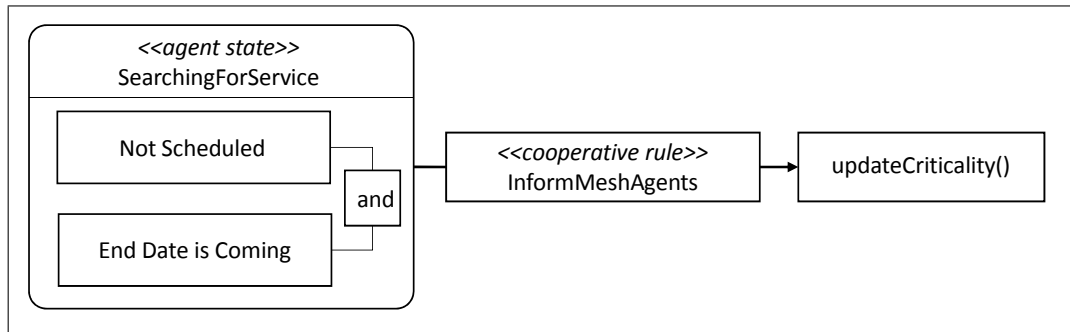 <<agent state>>
SearchingForService
Not Scheduled
and
End Date is Coming
<<cooperative rule>>
InformMeshAgents
updateCriticality()